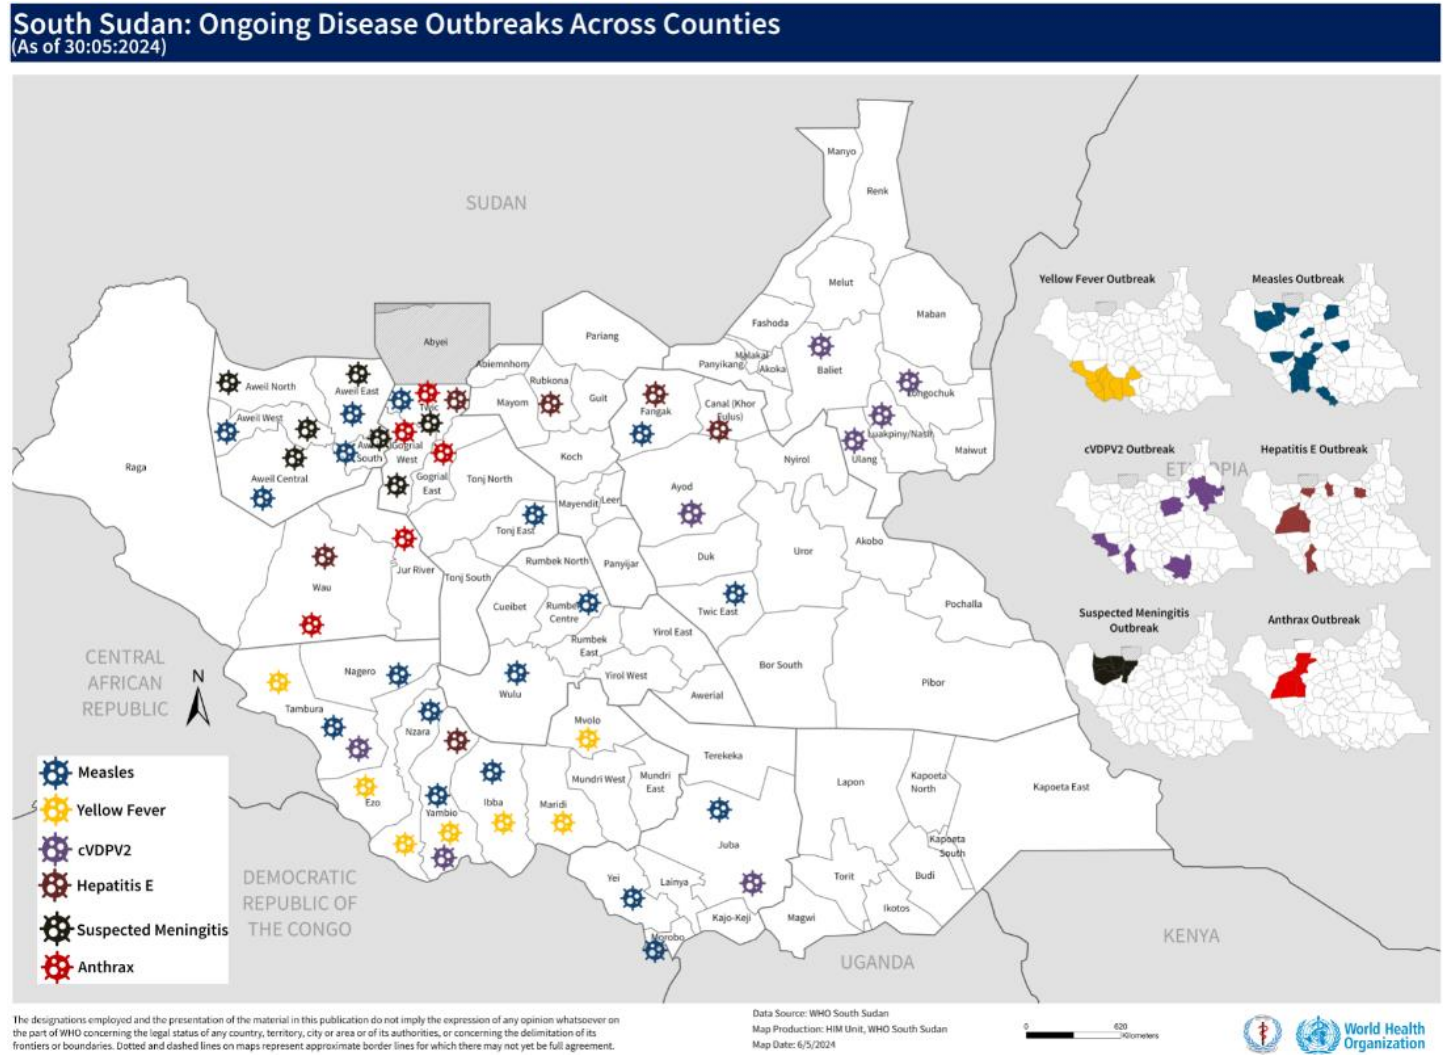 South Sudan: Ongoing Disease Outbreaks Across Counties
(As of 30:05:2024)
SUDAN
Manyo
Renk
Melut
Maban
Fashoda
Pariang
Abyei
Abiemnhom
Panyikang
Malakal
Akoka
Baliet
Rubkona
Guit
Mayom
Longochuk
Aweil North
Aweil East
Twic
Fangak
Canal (Khor
Fulus)
Aweil West
Luakpiny/Nasir
Maiwut
Ulang
Nyirol
South
Gogrial
West
Koch
Raga
Aweil Central
Gogrial
East
Tonj North
Ayod
Mayendit
Leer
Tonj East
Akobo
Uror
Duk
Rumbek North
Panyijar
Wau
Jur River
Tonj South
Cueibet
Rumbek
Centre
Twic East
Pochalla
Rumbek
East
Yirol East
Bor South
Nagero
Yirol West
Pibor
Wulu
Awerial
Tambura
Mvolo
Nzara
Terekeka
Mundri West
Mundri
East
Lapon
Kapoeta
North
Kapoeta East
Ezo
Ibba
Maridi
Yambio
Juba
Kapoeta
South
Yei
Lainya
Torit
Budi
Kajo-Keji
Magwi
Ikotos
Morobo
CENTRAL
AFRICAN
REPUBLIC
N
DEMOCRATIC
REPUBLIC OF
THE CONGO
UGANDA
KENYA
ETHIOPIA
Measles
Yellow Fever
cVDPV2
Hepatitis E
Suspected Meningitis
Anthrax
Yellow Fever Outbreak
Measles Outbreak
cVDPV2 Outbreak
Hepatitis E Outbreak
Suspected Meningitis
Outbreak
Anthrax Outbreak
The designations employed and the presentation of the material in this publication do not imply the expression of any opinion whatsoever on
the part of WHO concerning the legal status of any country, territory, city or area or of its authorities, or concerning the delimitation of its
frontiers or boundaries. Dotted and dashed lines on maps represent approximate border lines for which there may not yet be full agreement.
Data Source: WHO South Sudan
Map Production: HIM Unit, WHO South Sudan
Map Date: 6/5/2024
0 620
Kilometers
World Health
Organization